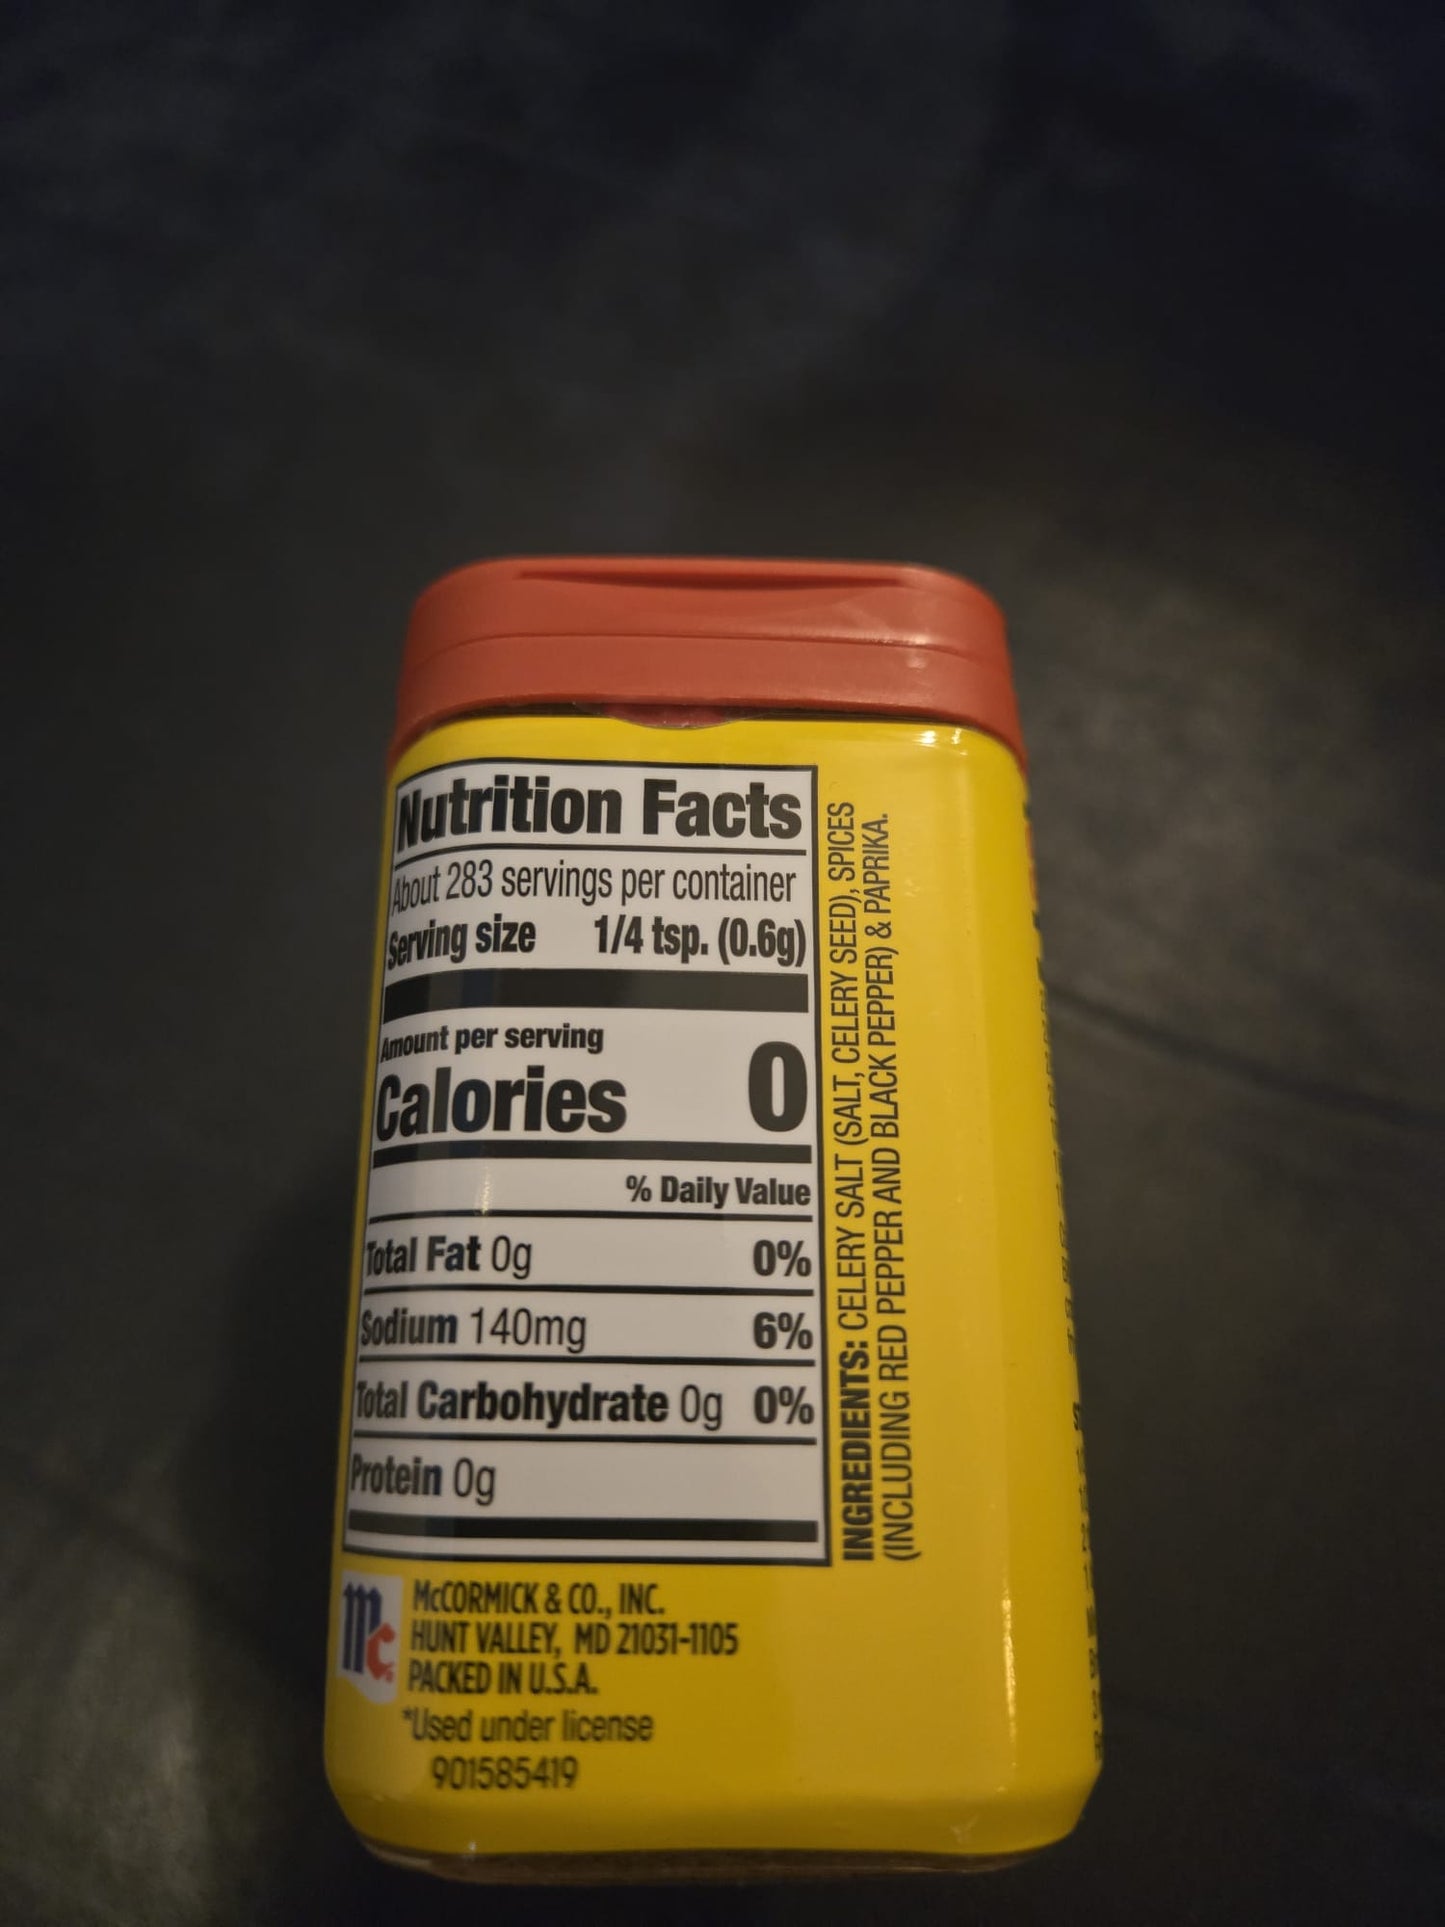 Nutrition Facts
About 283 servings per container
Serving size 1/4 tsp. (0.6g)
Amount per serving
Calories 0
% Daily Value
Total Fat 0g 0%
Sodium 140mg 6%
Total Carbohydrate 0g 0%
Protein 0g
INGREDIENTS: CELERY SALT (SALT, CELERY SEED), SPICES
(INCLUDING RED PEPPER AND BLACK PEPPER) & PAPRIKA.
Mc
McCORMICK & CO., INC.
HUNT VALLEY, MD 21031-1105
PACKED IN U.S.A.
*Used under license
901585419